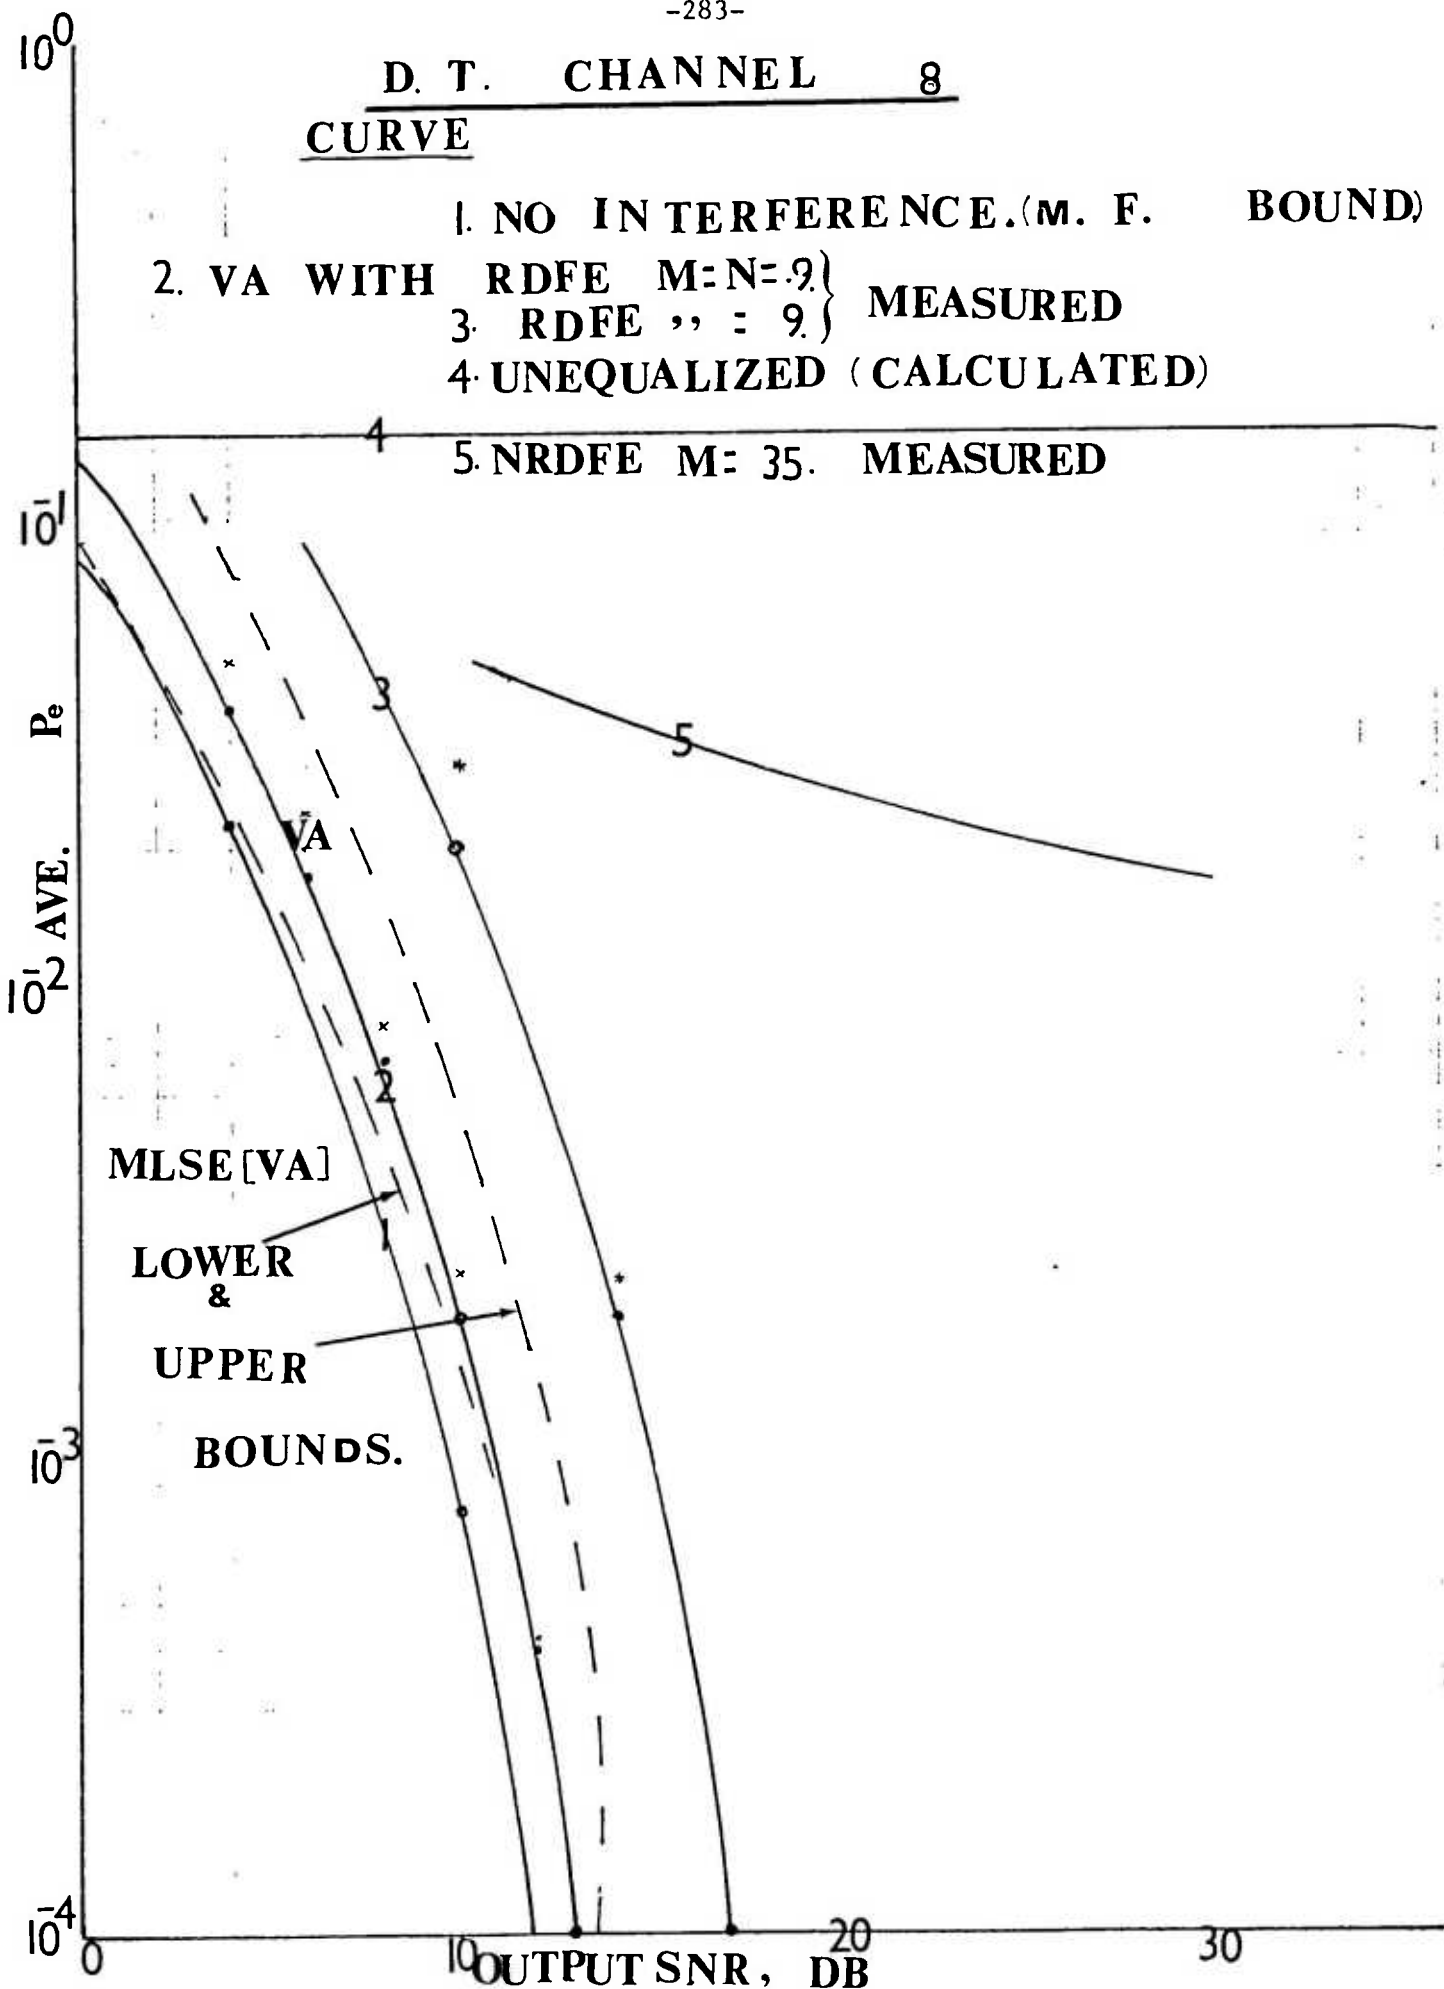 -283-
10^0
D. T. CHANNEL 8
CURVE
1. NO INTERFERENCE.(M. F. BOUND)
2. VA WITH RDFE M=N=9.} MEASURED
3. RDFE ,, = 9.}
4. UNEQUALIZED (CALCULATED)
4
5. NRDFE M= 35. MEASURED
10^-1
3
5
Pe
AVE.
VA
10^-2
2
MLSE[VA]
1
LOWER
&
UPPER
BOUNDS.
10^-3
10^-4
0 10 20 30
OUTPUT SNR, DB